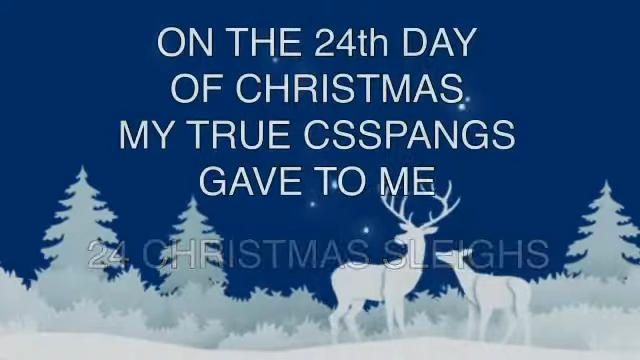 ON THE 24th DAY
OF CHRISTMAS
MY TRUE CSSPANGS
GAVE TO ME
24 CHRISTMAS SLEIGHS